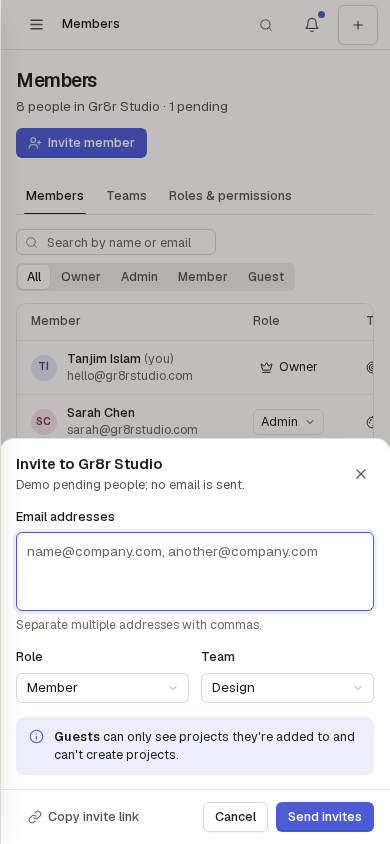 Members
Members
8 people in Gr8r Studio · 1 pending
Invite member
Members Teams Roles & permissions
Search by name or email
All Owner Admin Member Guest
Member Role T
TI Tanjim Islam (you) Owner
hello@gr8rstudio.com
SC Sarah Chen Admin
sarah@gr8rstudio.com
Invite to Gr8r Studio
Demo pending people; no email is sent.
Email addresses
name@company.com, another@company.com
Separate multiple addresses with commas.
Role Team
Member Design
Guests can only see projects they're added to and
can't create projects.
Copy invite link Cancel Send invites